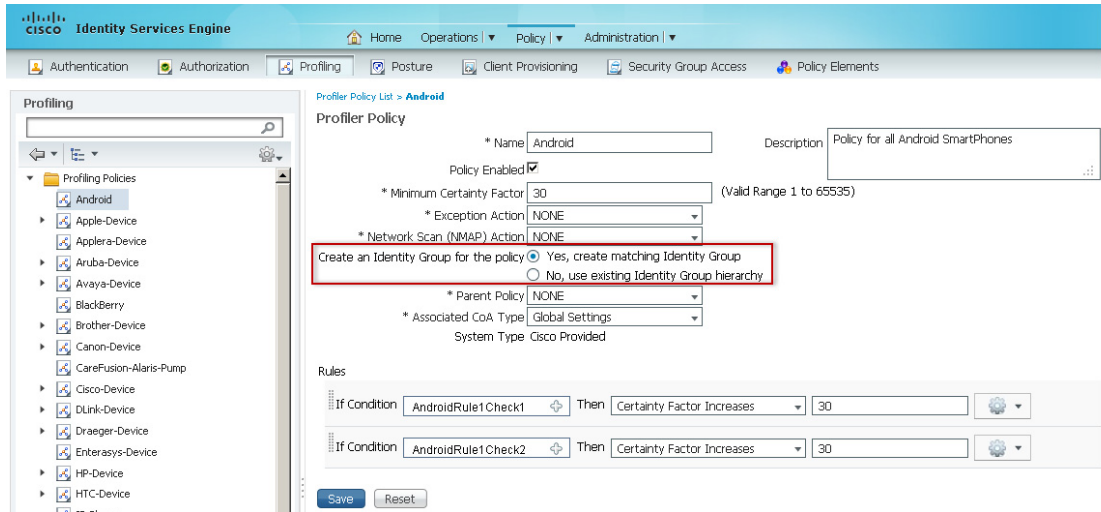 cisco Identity Services Engine
Home Operations | ▼ Policy | ▼ Administration | ▼
Authentication Authorization Profiling Posture Client Provisioning Security Group Access Policy Elements
Profiling
Profiling Policies
Android
Apple-Device
Applera-Device
Aruba-Device
Avaya-Device
BlackBerry
Brother-Device
Canon-Device
CareFusion-Alaris-Pump
Cisco-Device
DLink-Device
Draeger-Device
Enterasys-Device
HP-Device
HTC-Device
Profiler Policy List > Android
Profiler Policy
* Name Android
Description Policy for all Android SmartPhones
Policy Enabled
* Minimum Certainty Factor 30 (Valid Range 1 to 65535)
* Exception Action NONE
* Network Scan (NMAP) Action NONE
Create an Identity Group for the policy Yes, create matching Identity Group
No, use existing Identity Group hierarchy
* Parent Policy NONE
* Associated CoA Type Global Settings
System Type Cisco Provided
Rules
If Condition AndroidRule1Check1 Then Certainty Factor Increases 30
If Condition AndroidRule1Check2 Then Certainty Factor Increases 30
Save Reset